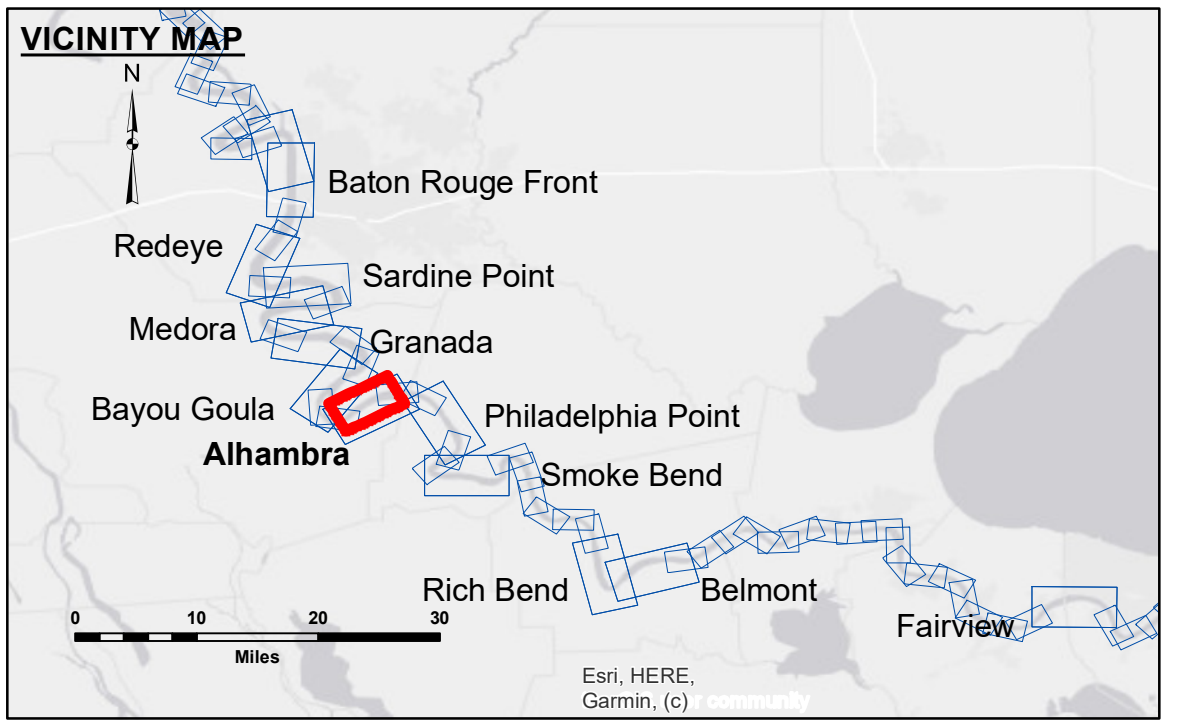 VICINITY MAP
N
Baton Rouge Front
Redeye
Sardine Point
Medora
Granada
Bayou Goula
Philadelphia Point
Alhambra
Smoke Bend
Rich Bend
Belmont
Fairview
0 10 20 30
Miles
Esri, HERE,
Garmin, (c)
community